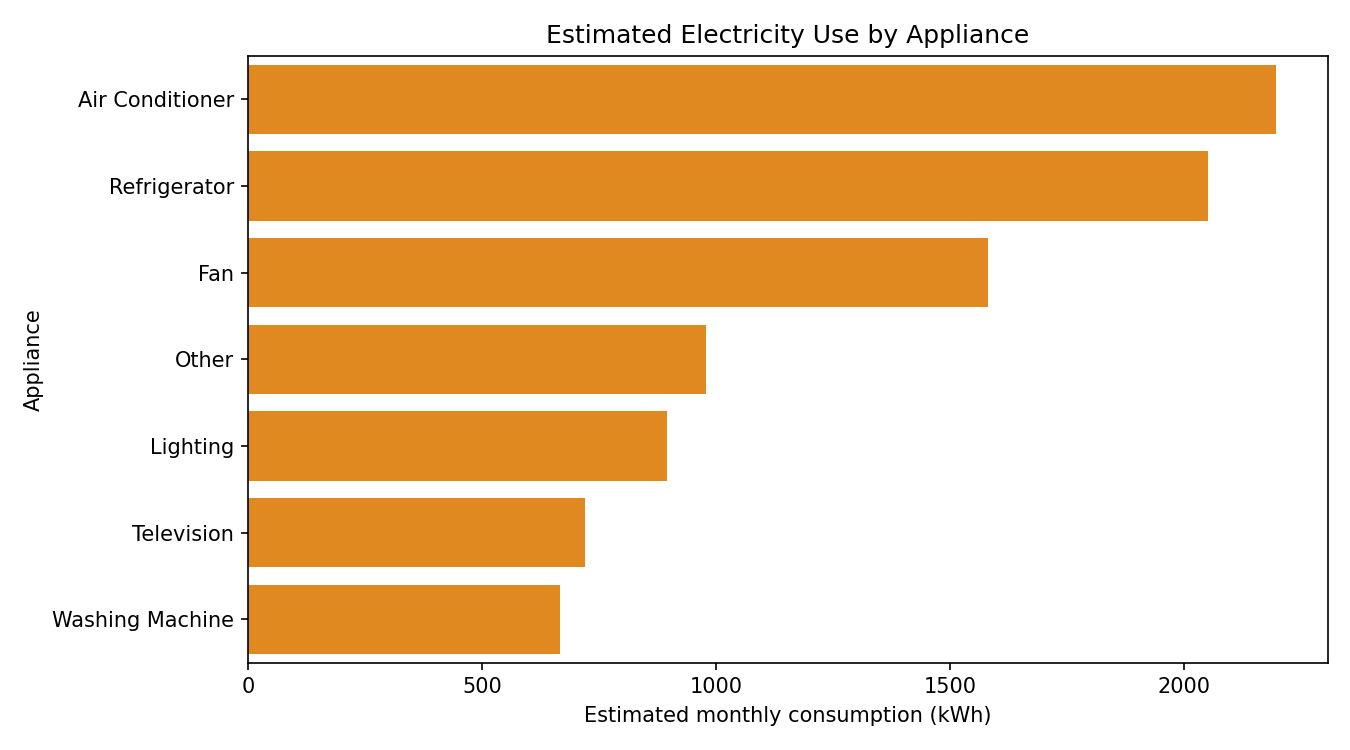 Estimated Electricity Use by Appliance
Appliance
Air Conditioner
Refrigerator
Fan
Other
Lighting
Television
Washing Machine
0 500 1000 1500 2000
Estimated monthly consumption (kWh)